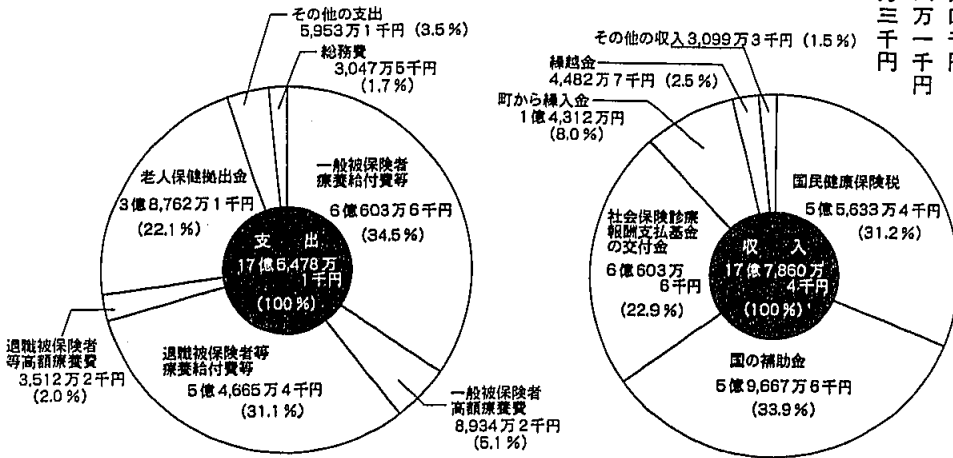 その他の支出
5,953万1千円 (3.5%)
総務費
3,047万5千円
(1.7%)
老人保健拠出金
3億8,762万1千円
(22.1%)
一般被保険者
療養給付費等
6億603万6千円
(34.5%)
支出
17億5,478万
1千円
(100%)
退職被保険者
等高額療養費
3,512万2千円
(2.0%)
退職被保険者等
療養給付費等
5億4,665万4千円
(31.1%)
一般被保険者
高額療養費
8,934万2千円
(5.1%)
その他の収入3,099万3千円 (1.5%)
繰越金
4,482万7千円 (2.5%)
町から繰入金
1億4,312万円
(8.0%)
社会保険診療
報酬支払基金
の交付金
6億603万
6千円
(22.9%)
国民健康保険税
5億5,633万4千円
(31.2%)
収入
17億7,860万
4千円
(100%)
国の補助金
5億9,667万6千円
(33.9%)
万一千円
三千円